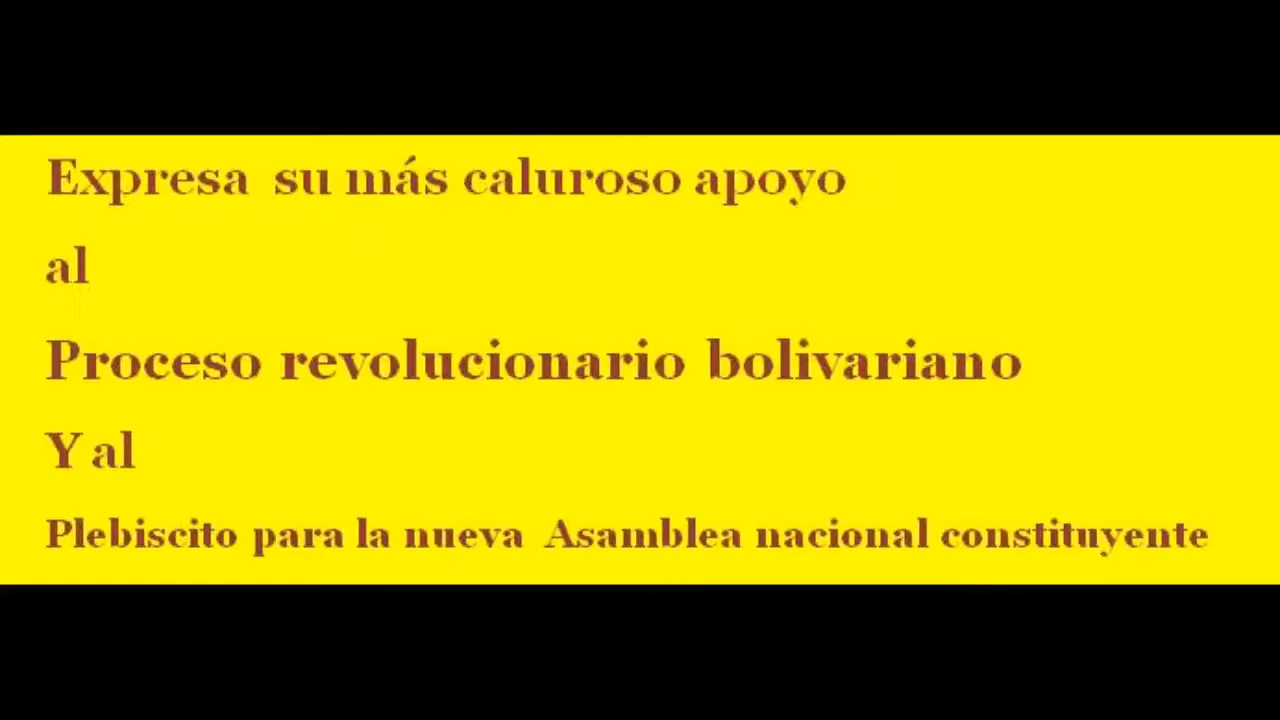 Expresa su más caluroso apoyo
al
Proceso revolucionario bolivariano
Y al
Plebiscito para la nueva Asamblea nacional constituyente